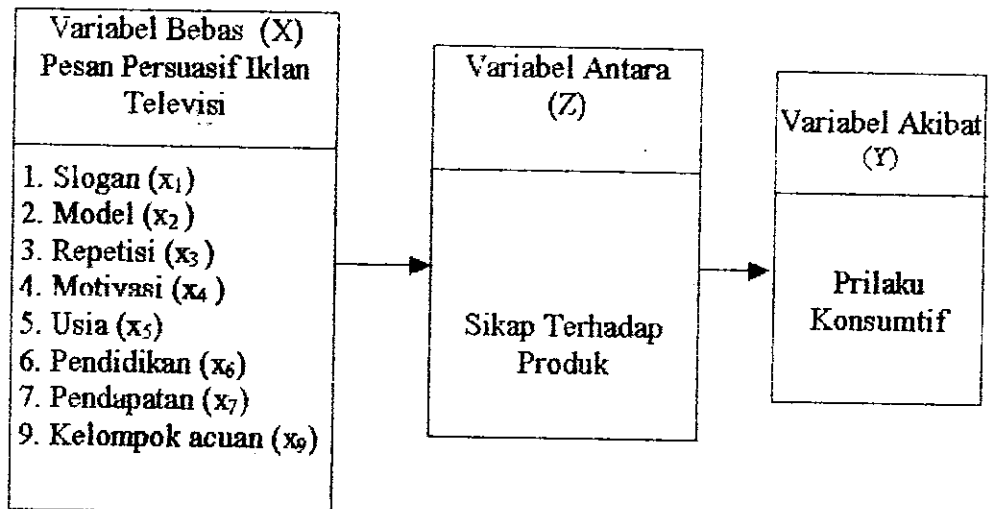 Variabel Bebas (X)
Pesan Persuasif Iklan
Televisi
1. Slogan (x₁)
2. Model (x₂)
3. Repetisi (x₃)
4. Motivasi (x₄)
5. Usia (x₅)
6. Pendidikan (x₆)
7. Pendapatan (x₇)
9. Kelompok acuan (x₉)
Variabel Antara
(Z)
Sikap Terhadap
Produk
Variabel Akibat
(Y)
Prilaku
Konsumtif